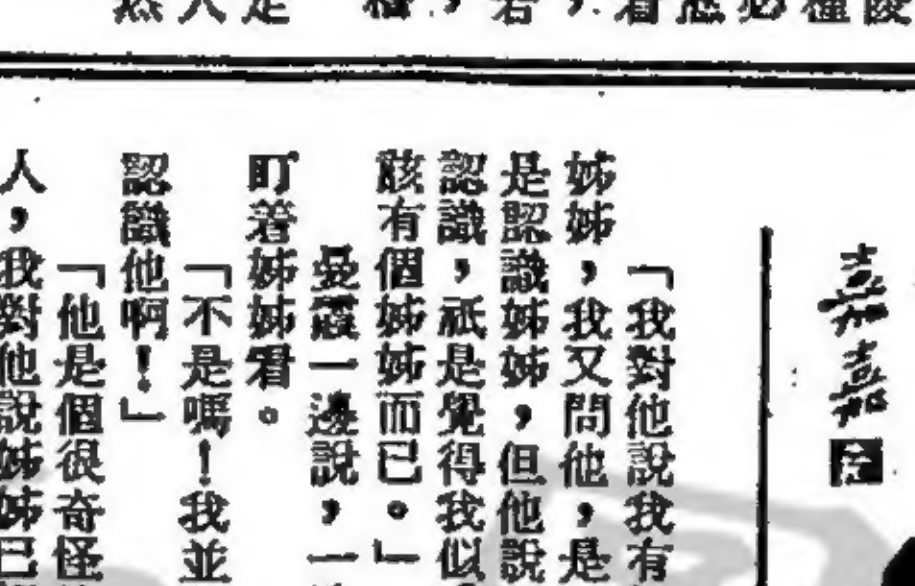 嘉嘉
「我對他說我有
姊姊，我又問他，是
是認識姊姊，但他說
認識，祇是覺得我似
該有個姊姊而已。」
曼霞一邊說，一
盯着姊姊看。
「不是嗎！我並
認識他啊！」
「他是個很奇怪
人，我對他說姊姊已